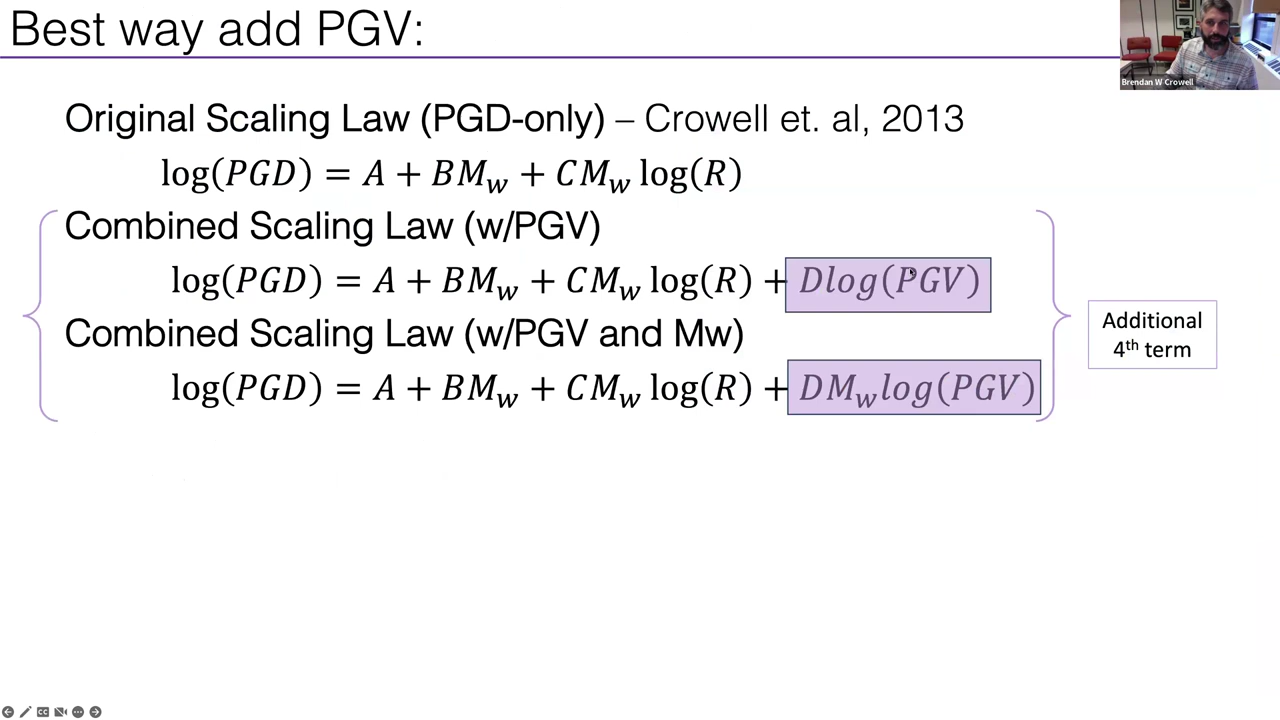 Best way add PGV:
Brendan W Crowell
Original Scaling Law (PGD-only) – Crowell et. al, 2013
log(PGD) = A + BM_w + CM_w log(R)
Combined Scaling Law (w/PGV)
log(PGD) = A + BM_w + CM_w log(R) + Dlog(PGV)
Combined Scaling Law (w/PGV and Mw)
log(PGD) = A + BM_w + CM_w log(R) + DM_wlog(PGV)
Additional
4th term